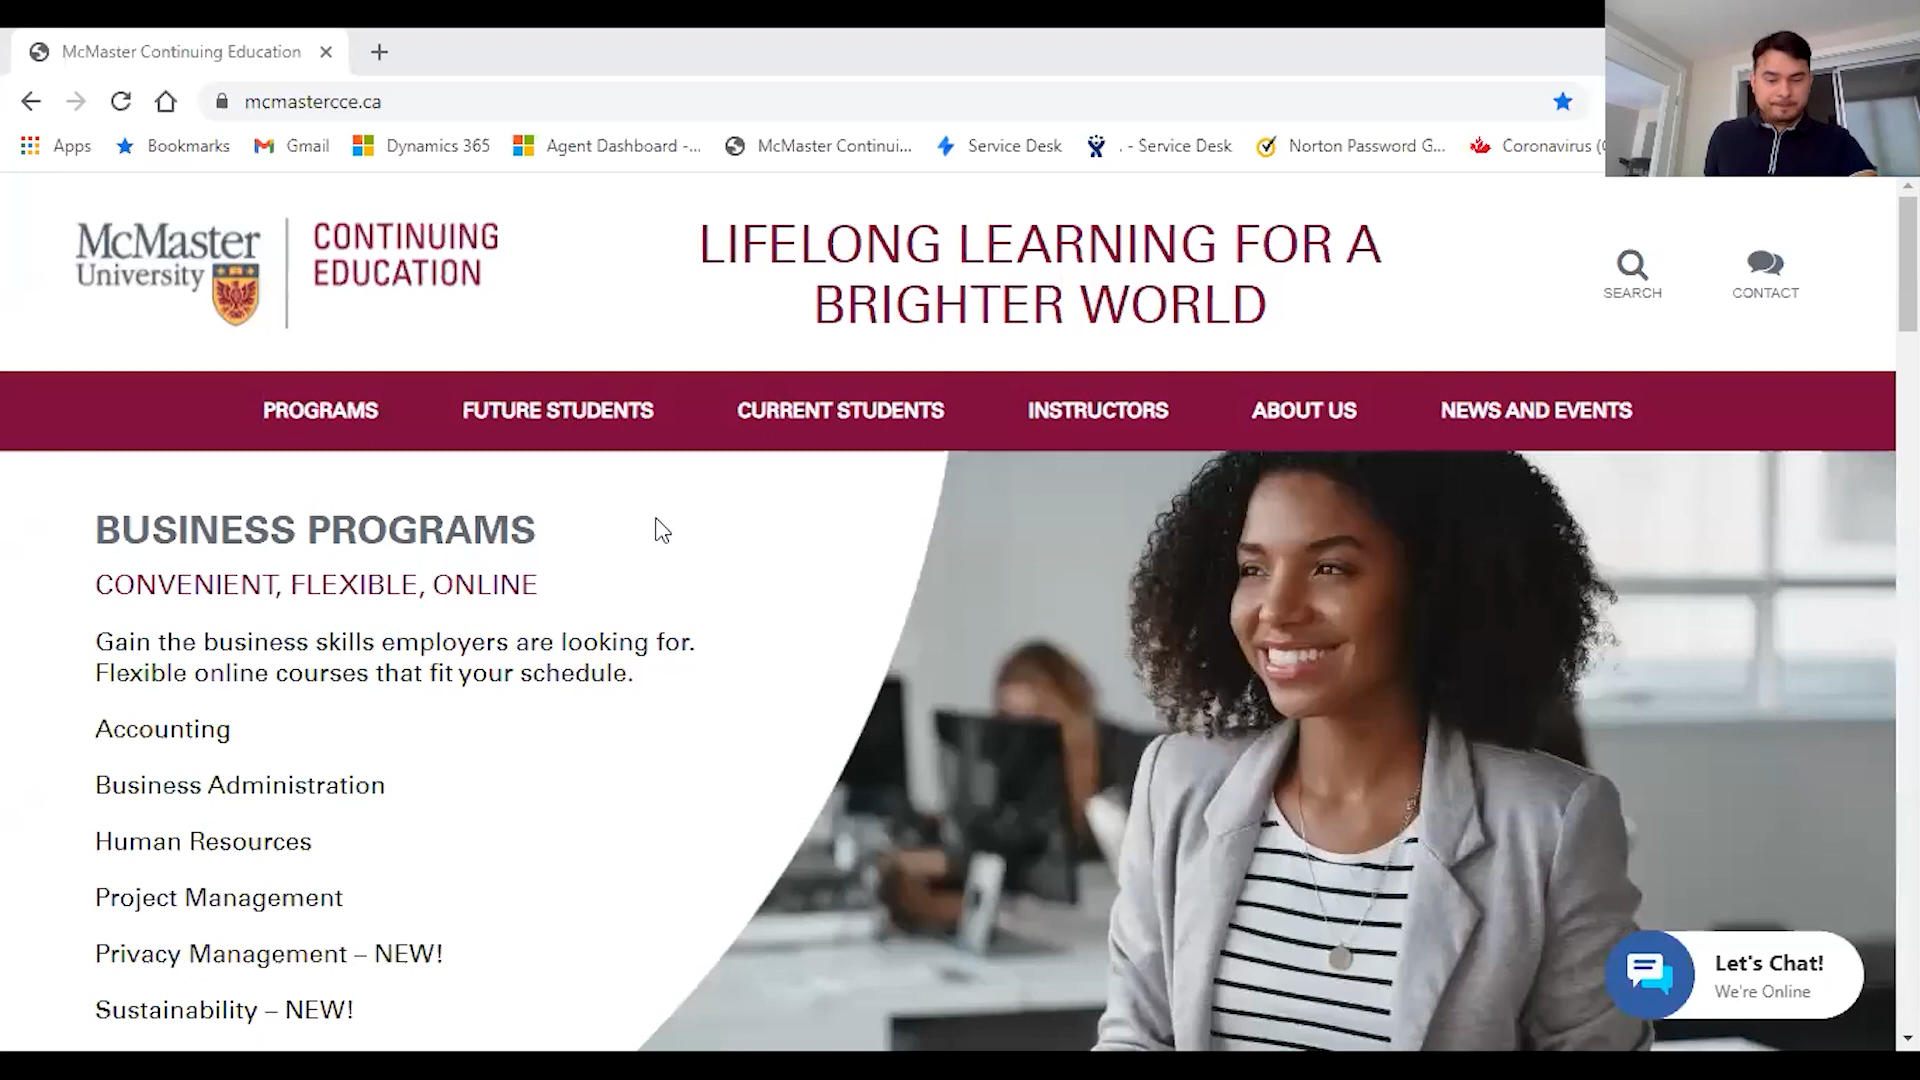 McMaster Continuing Education
mcmastercce.ca
Apps
Bookmarks
Gmail
Dynamics 365
Agent Dashboard -...
McMaster Continui...
Service Desk
. - Service Desk
Norton Password G...
Coronavirus (
McMaster
University
CONTINUING
EDUCATION
LIFELONG LEARNING FOR A
BRIGHTER WORLD
SEARCH
CONTACT
PROGRAMS
FUTURE STUDENTS
CURRENT STUDENTS
INSTRUCTORS
ABOUT US
NEWS AND EVENTS
BUSINESS PROGRAMS
CONVENIENT, FLEXIBLE, ONLINE
Gain the business skills employers are looking for.
Flexible online courses that fit your schedule.
Accounting
Business Administration
Human Resources
Project Management
Privacy Management – NEW!
Sustainability – NEW!
Let's Chat!
We're Online